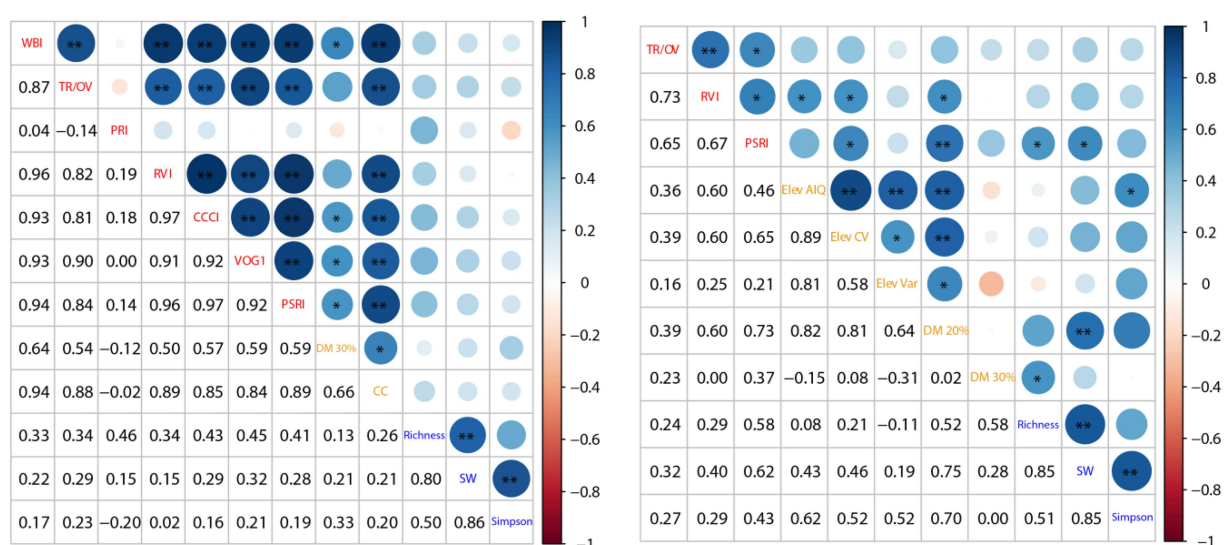 WBI ** ** ** ** ** * **
0.87 TR/OV ** ** ** ** **
0.04 −0.14 PRI
0.96 0.82 0.19 RVI ** ** ** **
0.93 0.81 0.18 0.97 CCCI ** ** * **
0.93 0.90 0.00 0.91 0.92 VOG1 ** * **
0.94 0.84 0.14 0.96 0.97 0.92 PSRI * **
0.64 0.54 −0.12 0.50 0.57 0.59 0.59 DM 30% *
0.94 0.88 −0.02 0.89 0.85 0.84 0.89 0.66 CC
0.33 0.34 0.46 0.34 0.43 0.45 0.41 0.13 0.26 Richness **
0.22 0.29 0.15 0.15 0.29 0.32 0.28 0.21 0.21 0.80 SW **
0.17 0.23 −0.20 0.02 0.16 0.21 0.19 0.33 0.20 0.50 0.86 Simpson
1
0.8
0.6
0.4
0.2
0
−0.2
−0.4
−0.6
−0.8
−1
TR/OV ** *
0.73 RVI * * * *
0.65 0.67 PSRI * ** * *
0.36 0.60 0.46 Elev AIQ ** ** ** *
0.39 0.60 0.65 0.89 Elev CV * **
0.16 0.25 0.21 0.81 0.58 Elev Var *
0.39 0.60 0.73 0.82 0.81 0.64 DM 20% **
0.23 0.00 0.37 −0.15 0.08 −0.31 0.02 DM 30% *
0.24 0.29 0.58 0.08 0.21 −0.11 0.52 0.58 Richness **
0.32 0.40 0.62 0.43 0.46 0.19 0.75 0.28 0.85 SW **
0.27 0.29 0.43 0.62 0.52 0.52 0.70 0.00 0.51 0.85 Simpson
1
0.8
0.6
0.4
0.2
0
−0.2
−0.4
−0.6
−0.8
−1